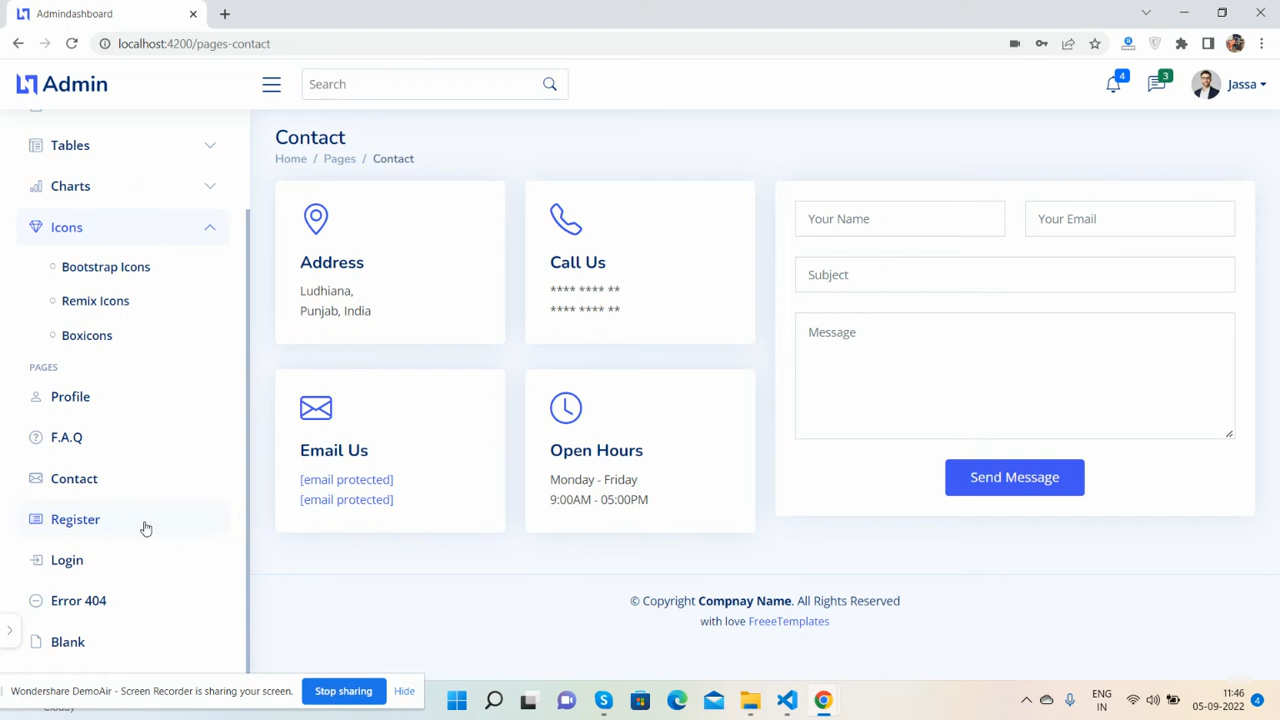 Admindashboard
localhost:4200/pages-contact
Admin
Search
4
3
Jassa
Tables
Charts
Icons
Bootstrap Icons
Remix Icons
Boxicons
PAGES
Profile
F.A.Q
Contact
Register
Login
Error 404
Blank
Contact
Home / Pages / Contact
Address
Ludhiana,
Punjab, India
Call Us
**** **** **
**** **** **
Email Us
[email protected]
[email protected]
Open Hours
Monday - Friday
9:00AM - 05:00PM
Your Name
Your Email
Subject
Message
Send Message
© Copyright Compnay Name. All Rights Reserved
with love FreeeTemplates
Wondershare DemoAir - Screen Recorder is sharing your screen.
Stop sharing
Hide
Cloudy
ENG
IN
11:46
05-09-2022
4